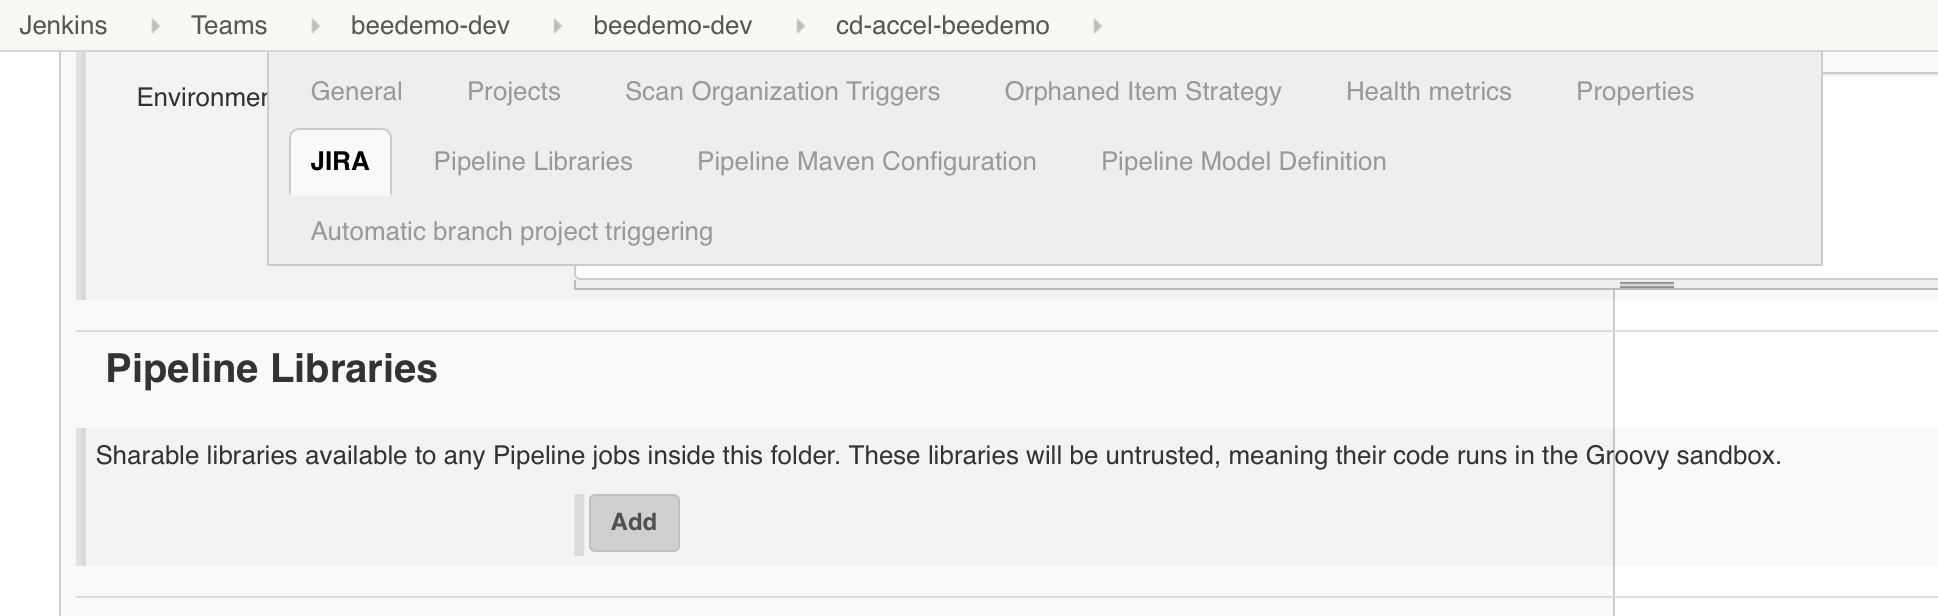 Jenkins Teams beedemo-dev beedemo-dev cd-accel-beedemo
Environmen
General Projects Scan Organization Triggers Orphaned Item Strategy Health metrics Properties
JIRA Pipeline Libraries Pipeline Maven Configuration Pipeline Model Definition
Automatic branch project triggering
Pipeline Libraries
Sharable libraries available to any Pipeline jobs inside this folder. These libraries will be untrusted, meaning their code runs in the Groovy sandbox.
Add